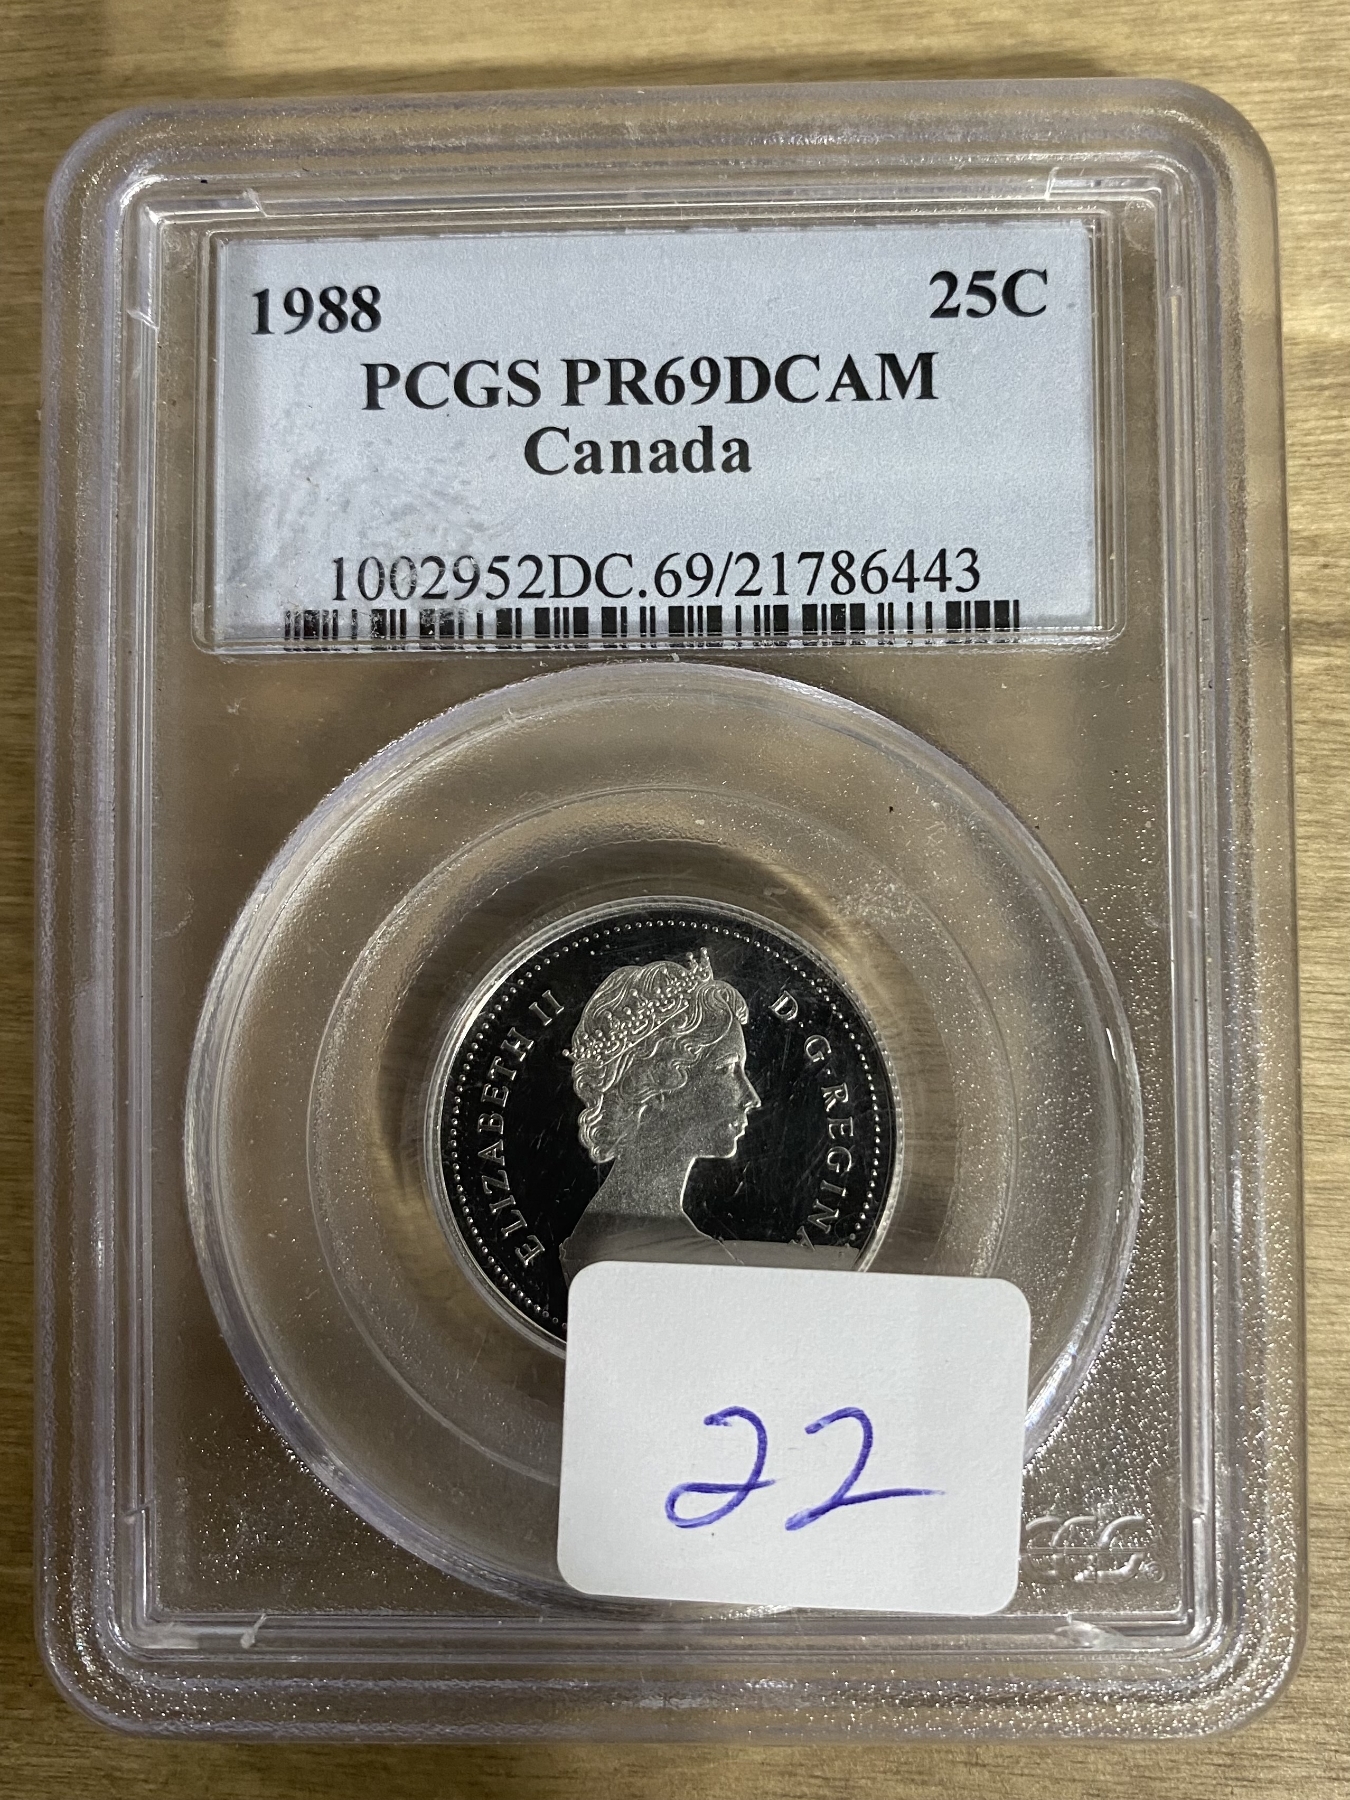 1988 25C
PCGS PR69DCAM
Canada
1002952DC.69/21786443
ELIZABETH II D·G·REGINA
22